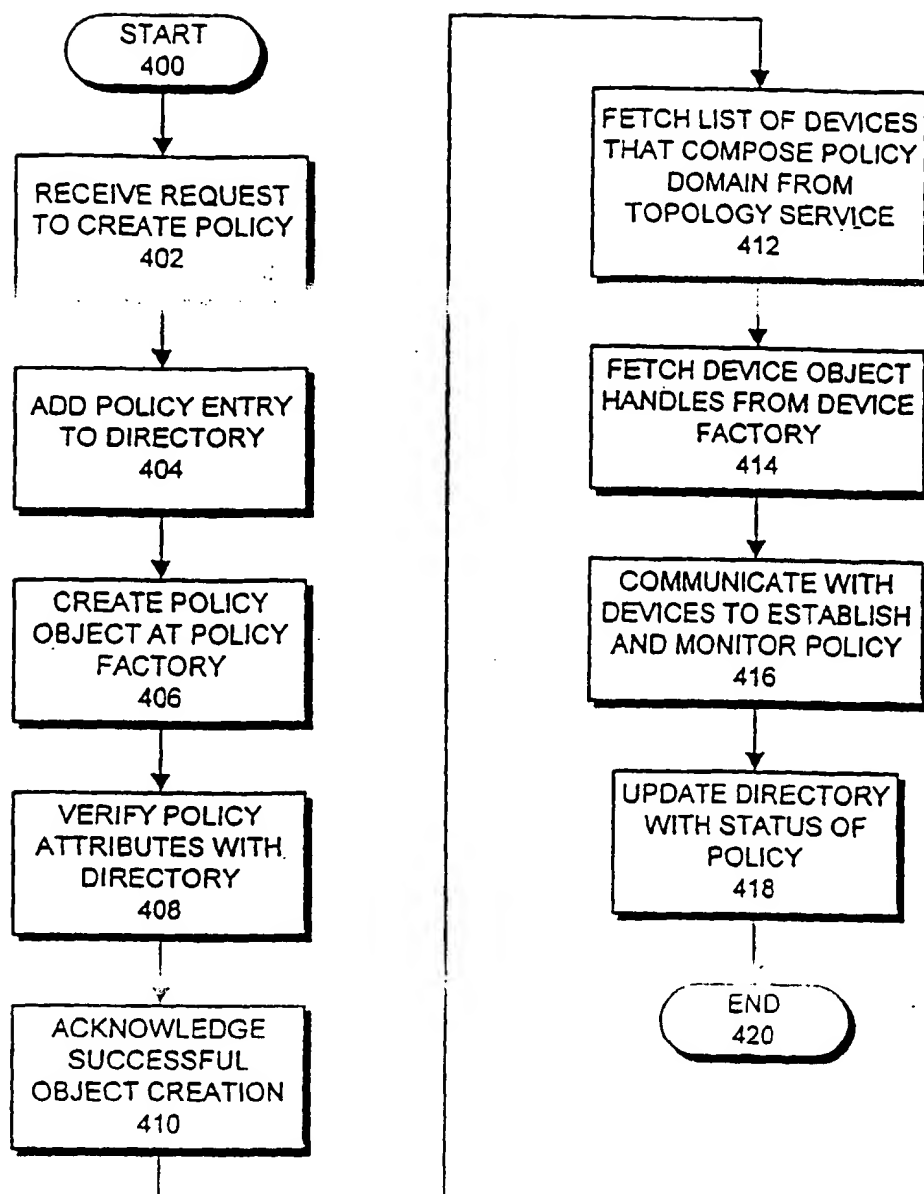 START
400
RECEIVE REQUEST
TO CREATE POLICY
402
ADD POLICY ENTRY
TO DIRECTORY
404
CREATE POLICY
OBJECT AT POLICY
FACTORY
406
VERIFY POLICY
ATTRIBUTES WITH
DIRECTORY
408
ACKNOWLEDGE
SUCCESSFUL
OBJECT CREATION
410
FETCH LIST OF DEVICES
THAT COMPOSE POLICY
DOMAIN FROM
TOPOLOGY SERVICE
412
FETCH DEVICE OBJECT
HANDLES FROM DEVICE
FACTORY
414
COMMUNICATE WITH
DEVICES TO ESTABLISH
AND MONITOR POLICY
416
UPDATE DIRECTORY
WITH STATUS OF
POLICY
418
END
420